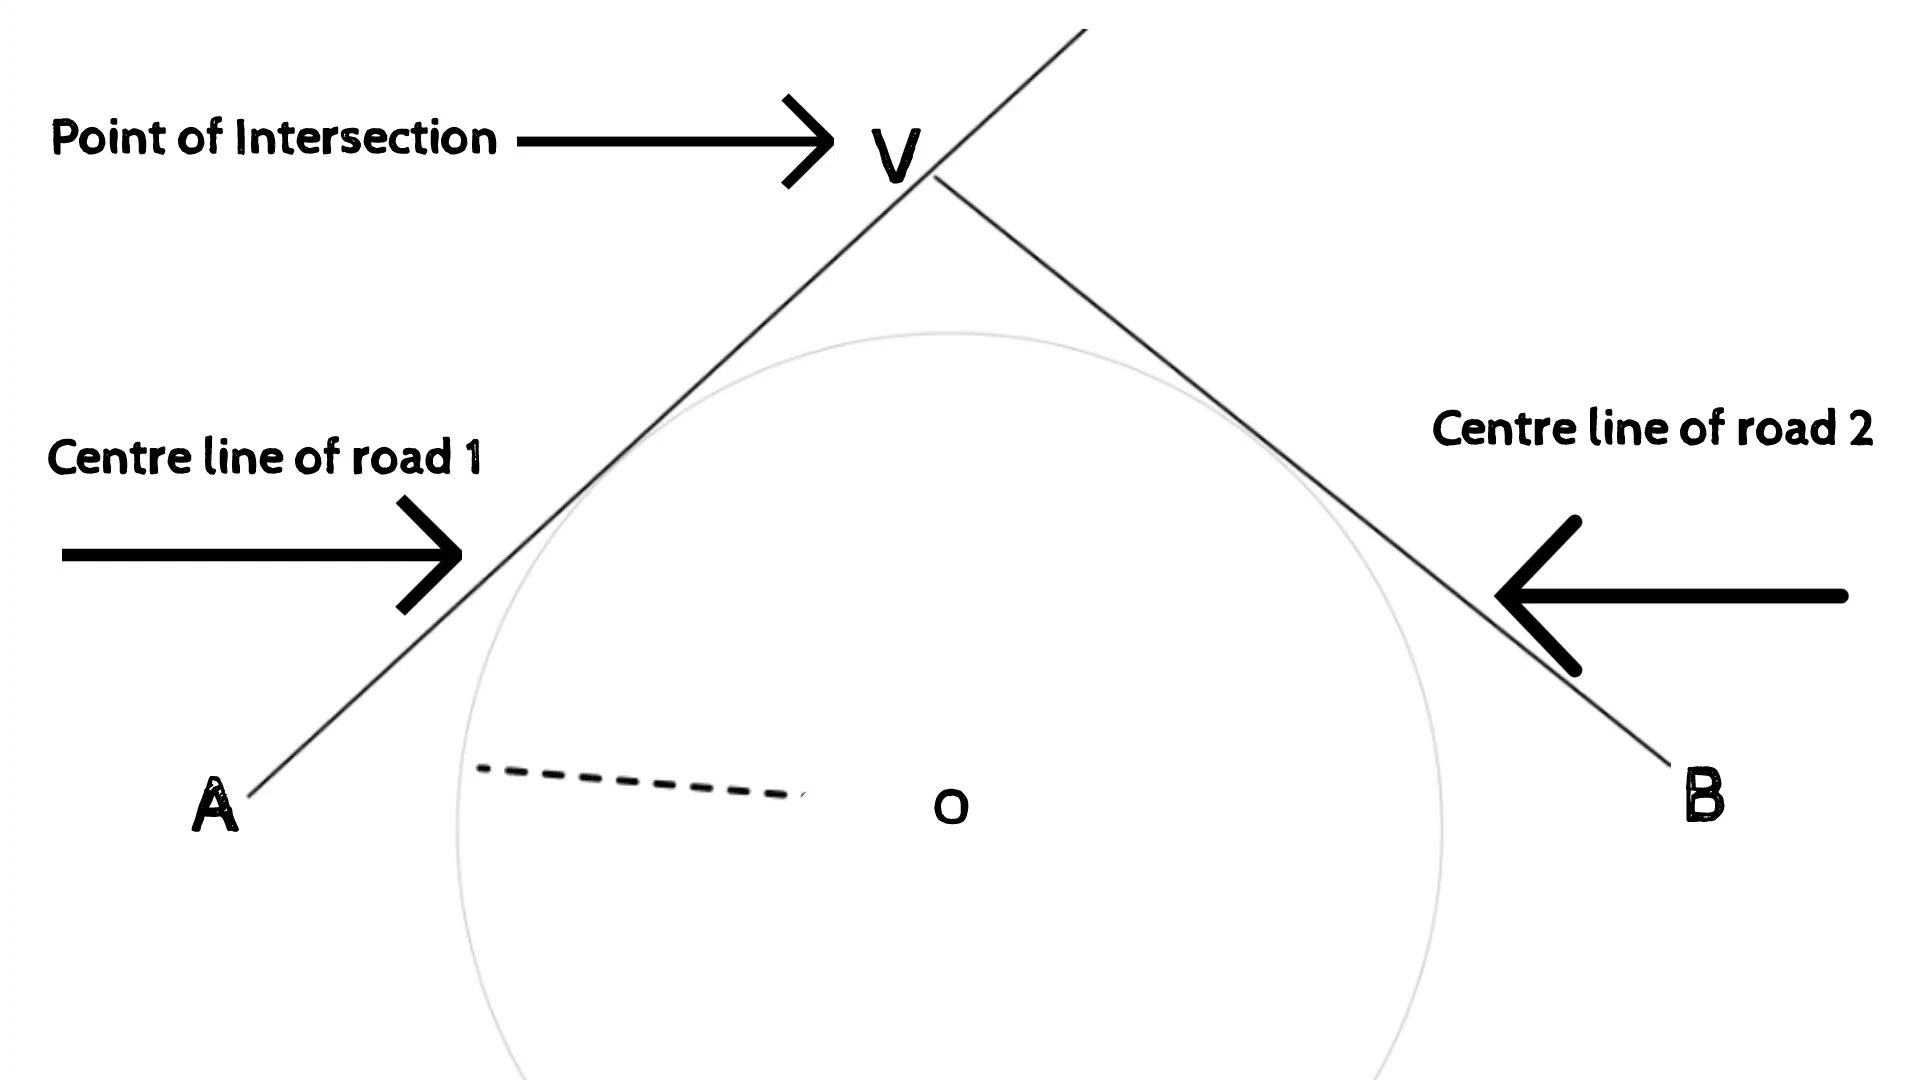 Point of Intersection
V
Centre line of road 1
Centre line of road 2
A
O
B